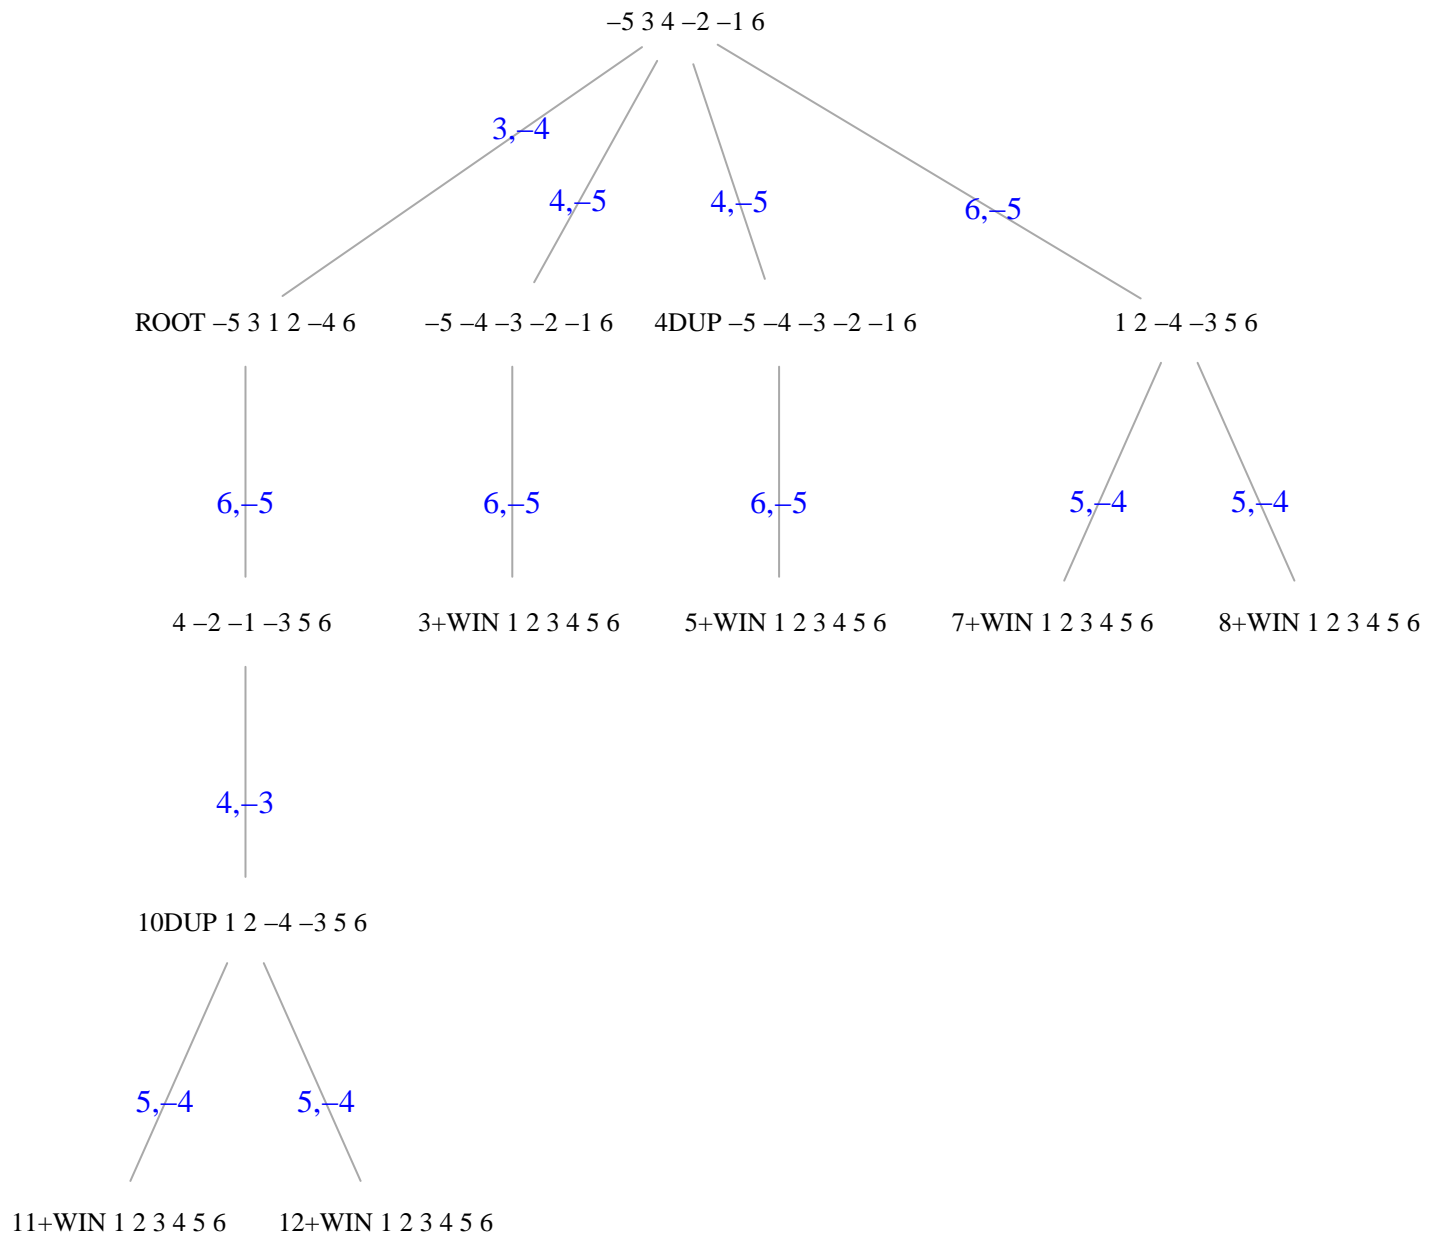 –5 3 4 –2 –1 6
3,–4
4,–5
4,–5
6,–5
ROOT –5 3 1 2 –4 6
–5 –4 –3 –2 –1 6
4DUP –5 –4 –3 –2 –1 6
1 2 –4 –3 5 6
6,–5
6,–5
6,–5
5,–4
5,–4
4 –2 –1 –3 5 6
3+WIN 1 2 3 4 5 6
5+WIN 1 2 3 4 5 6
7+WIN 1 2 3 4 5 6
8+WIN 1 2 3 4 5 6
4,–3
10DUP 1 2 –4 –3 5 6
5,–4
5,–4
11+WIN 1 2 3 4 5 6
12+WIN 1 2 3 4 5 6